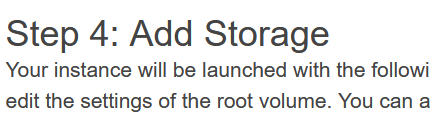 Step 4: Add Storage
Your instance will be launched with the followi
edit the settings of the root volume. You can a